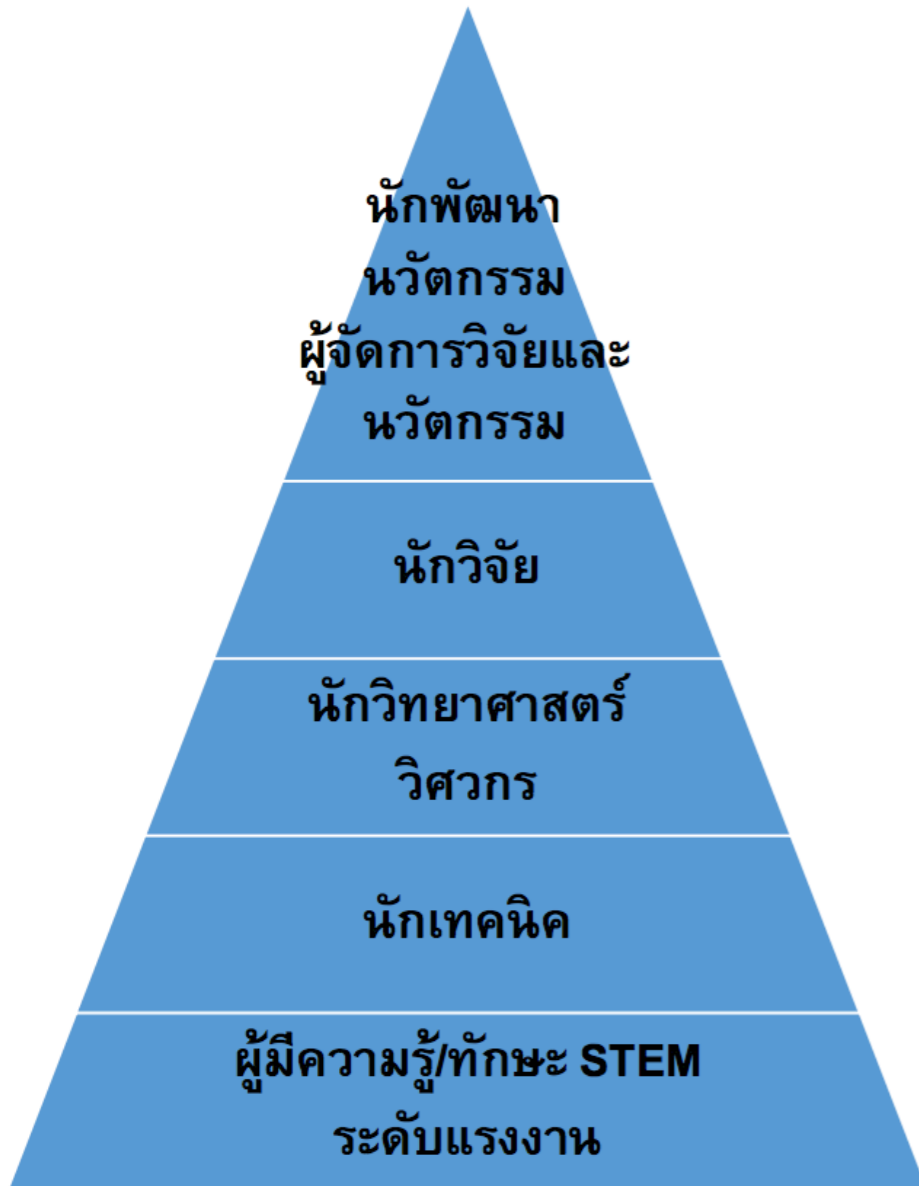 นักพัฒนา
นวัตกรรม
ผู้จัดการวิจัยและ
นวัตกรรม
นักวิจัย
นักวิทยาศาสตร์
วิศวกร
นักเทคนิค
ผู้มีความรู้/ทักษะ STEM
ระดับแรงงาน